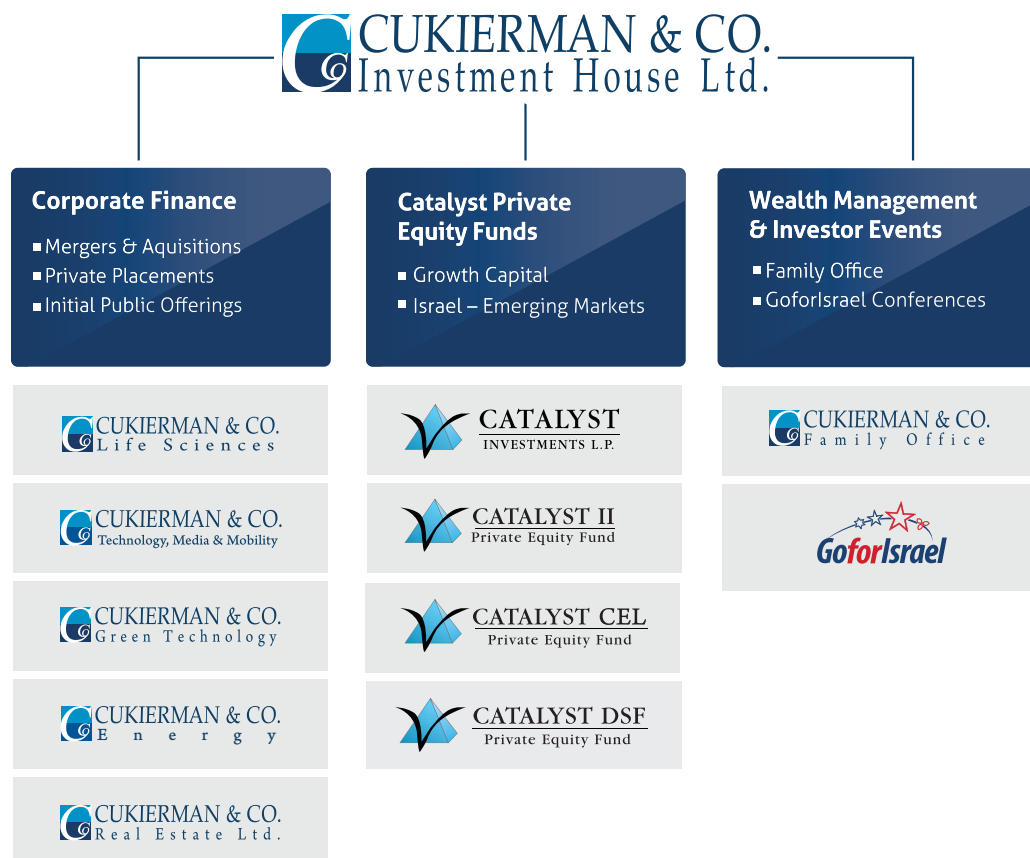 CUKIERMAN & CO.
Investment House Ltd.
Corporate Finance
Mergers & Aquisitions
Private Placements
Initial Public Offerings
Catalyst Private
Equity Funds
Growth Capital
Israel – Emerging Markets
Wealth Management
& Investor Events
Family Office
GoforIsrael Conferences
CUKIERMAN & CO.
Life Sciences
CUKIERMAN & CO.
Technology, Media & Mobility
CUKIERMAN & CO.
Green Technology
CUKIERMAN & CO.
Energy
CUKIERMAN & CO.
Real Estate Ltd.
CATALYST
INVESTMENTS L.P.
CATALYST II
Private Equity Fund
CATALYST CEL
Private Equity Fund
CATALYST DSF
Private Equity Fund
CUKIERMAN & CO.
Family Office
GoforIsrael